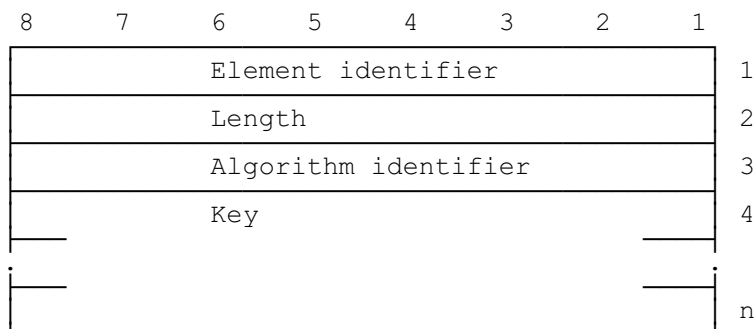 8 7 6 5 4 3 2 1
Element identifier 1
Length 2
Algorithm identifier 3
Key 4
n